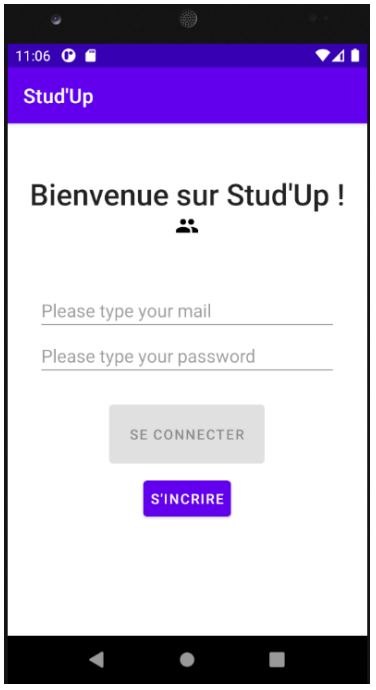 11:06
Stud'Up
Bienvenue sur Stud'Up !
Please type your mail
Please type your password
SE CONNECTER
S'INCRIRE